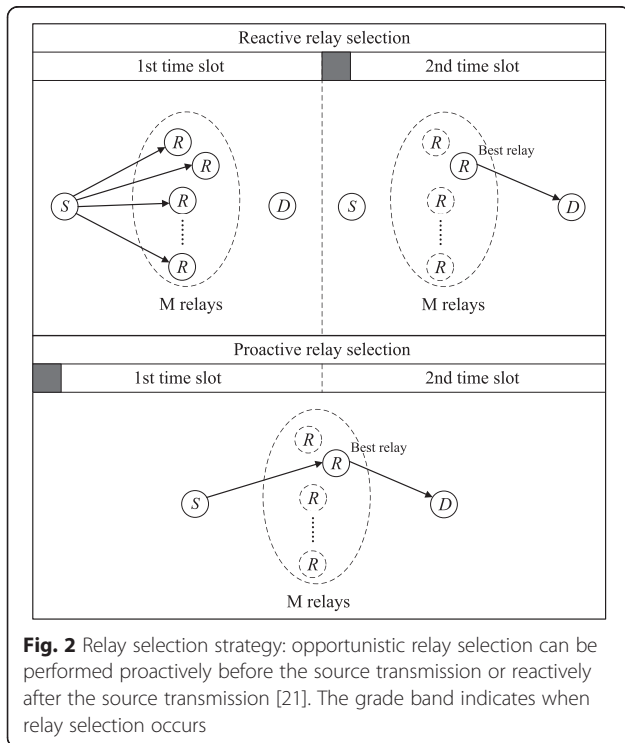 Reactive relay selection
1st time slot
2nd time slot
R
R
R
R
S
D
M relays
R
Best relay
R
R
R
S
D
M relays
Proactive relay selection
1st time slot
2nd time slot
R
Best relay
R
S
R
D
R
M relays
Fig. 2 Relay selection strategy: opportunistic relay selection can be
performed proactively before the source transmission or reactively
after the source transmission [21]. The grade band indicates when
relay selection occurs